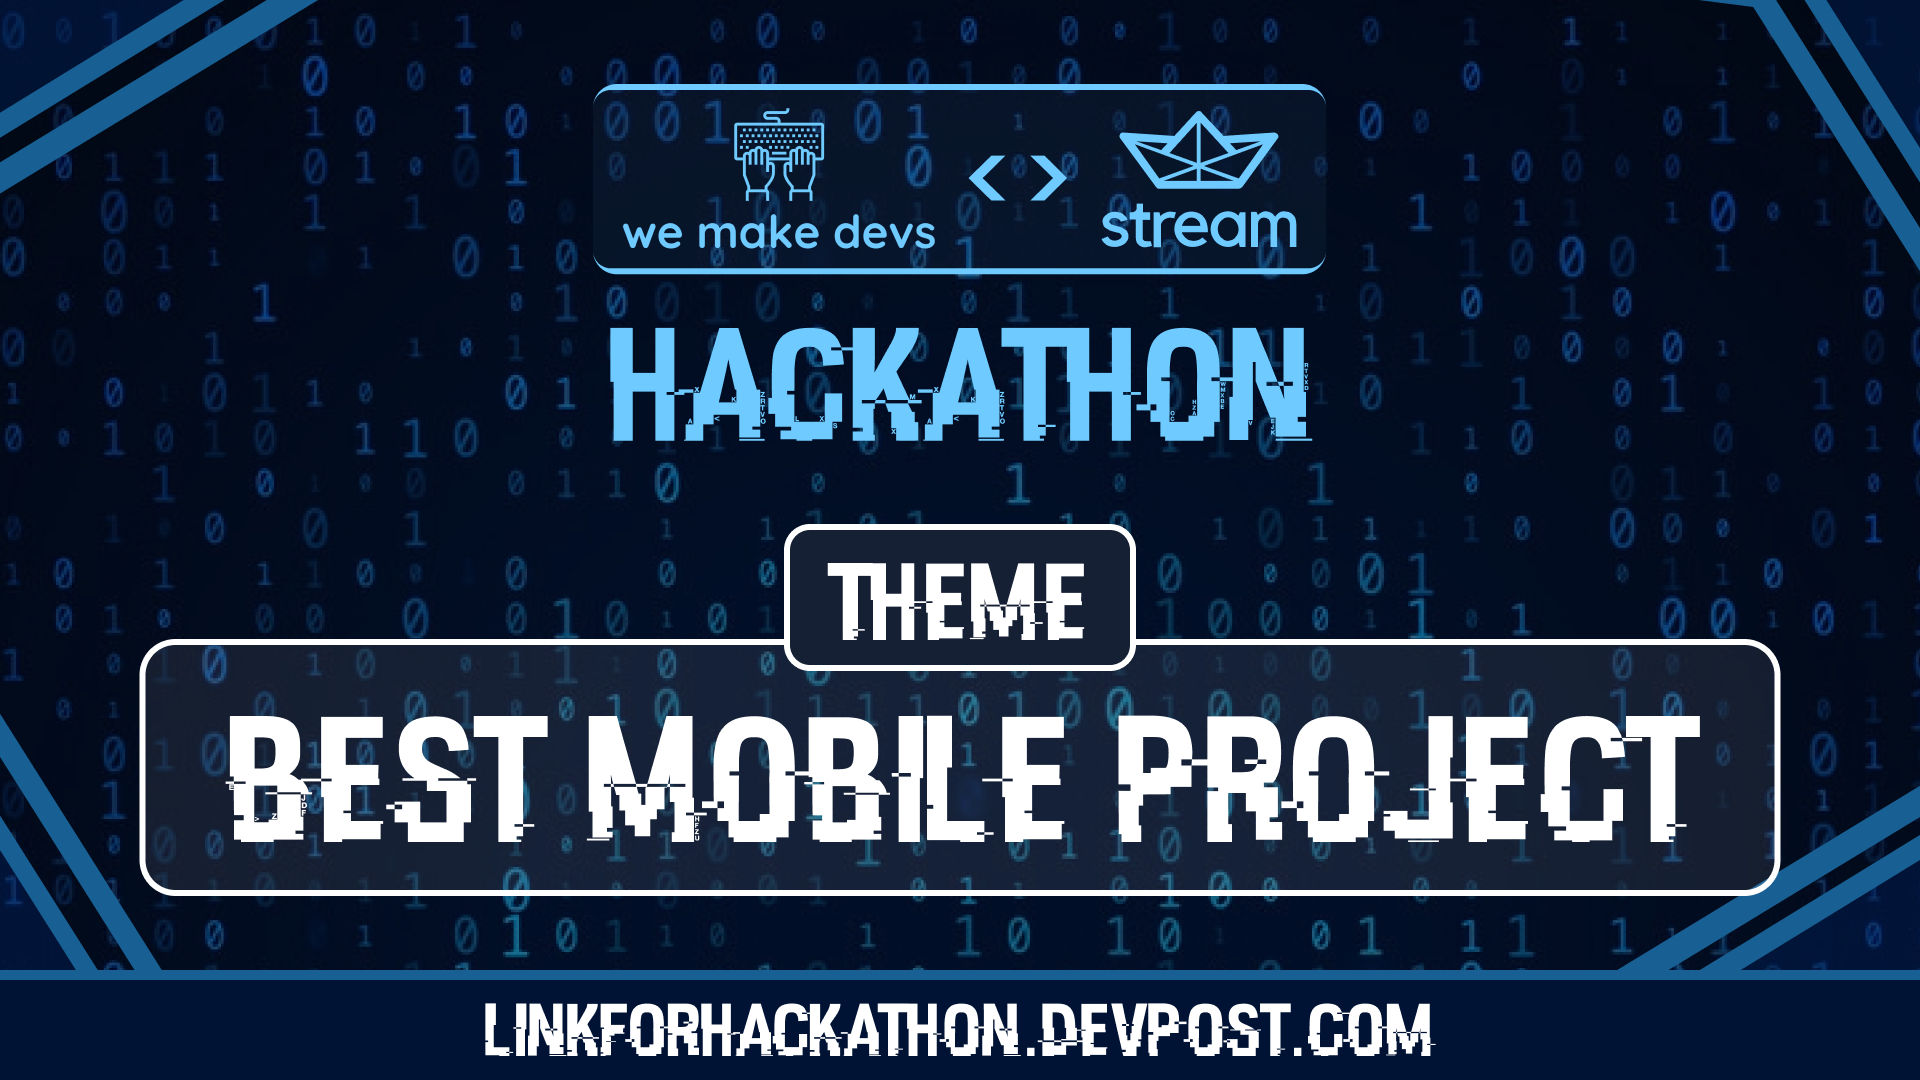 we make devs <> stream
HACKATHON
THEME
BEST MOBILE PROJECT
LINKFORHACKATHON.DEVPOST.COM